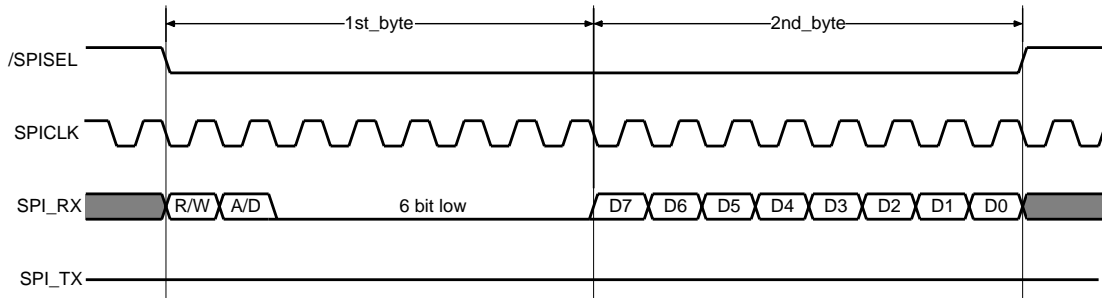 1st_byte 2nd_byte
/SPISEL
SPICLK
SPI_RX R/W A/D 6 bit low D7 D6 D5 D4 D3 D2 D1 D0
SPI_TX